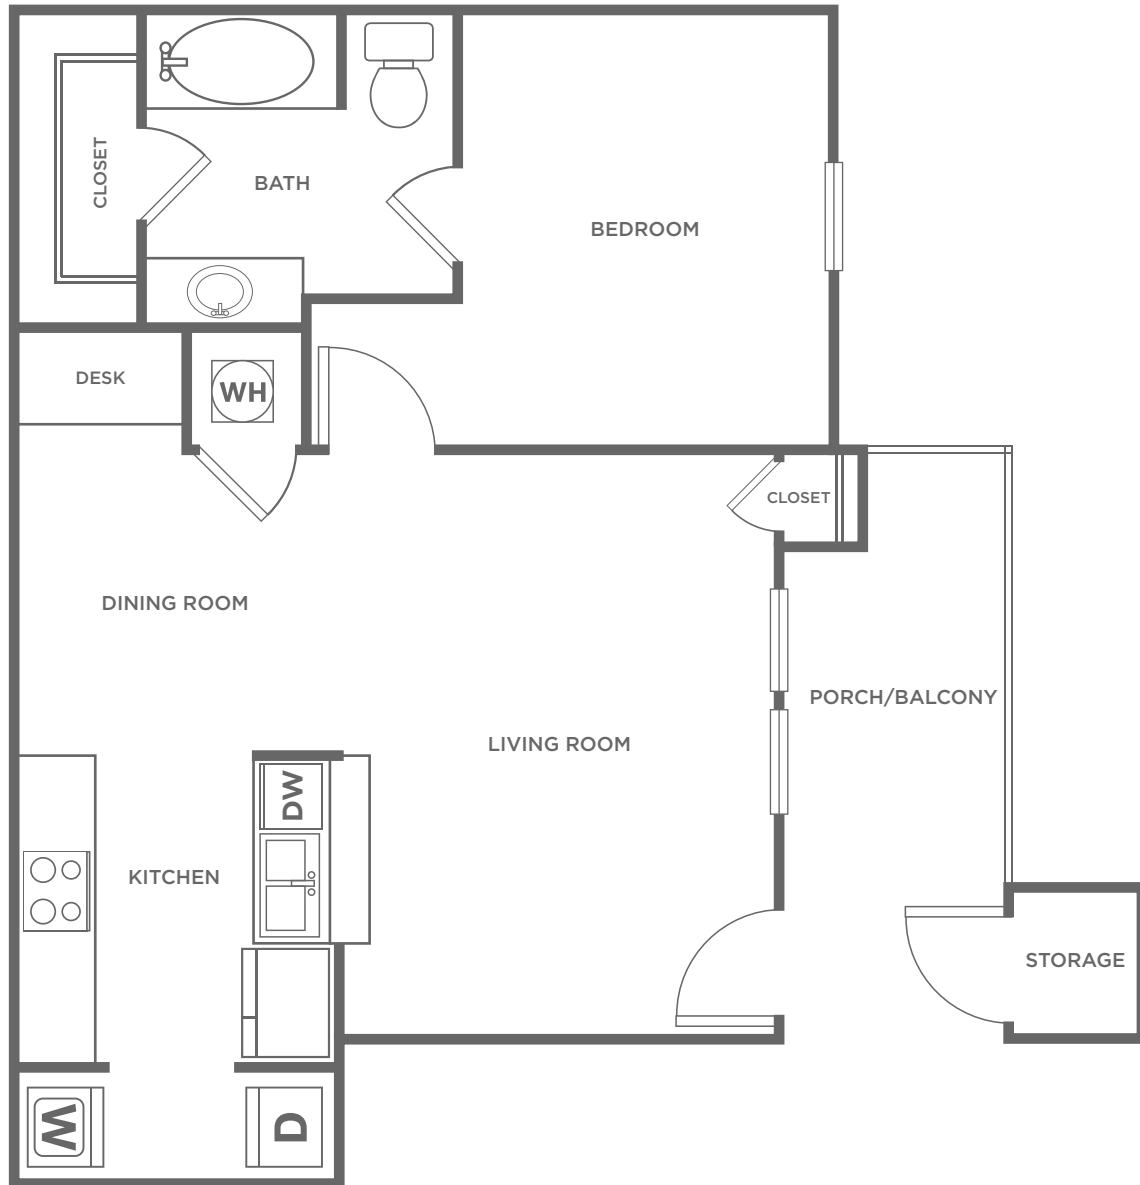 CLOSET
BATH
BEDROOM
DESK
WH
CLOSET
DINING ROOM
PORCH/BALCONY
LIVING ROOM
DW
KITCHEN
STORAGE
W
D